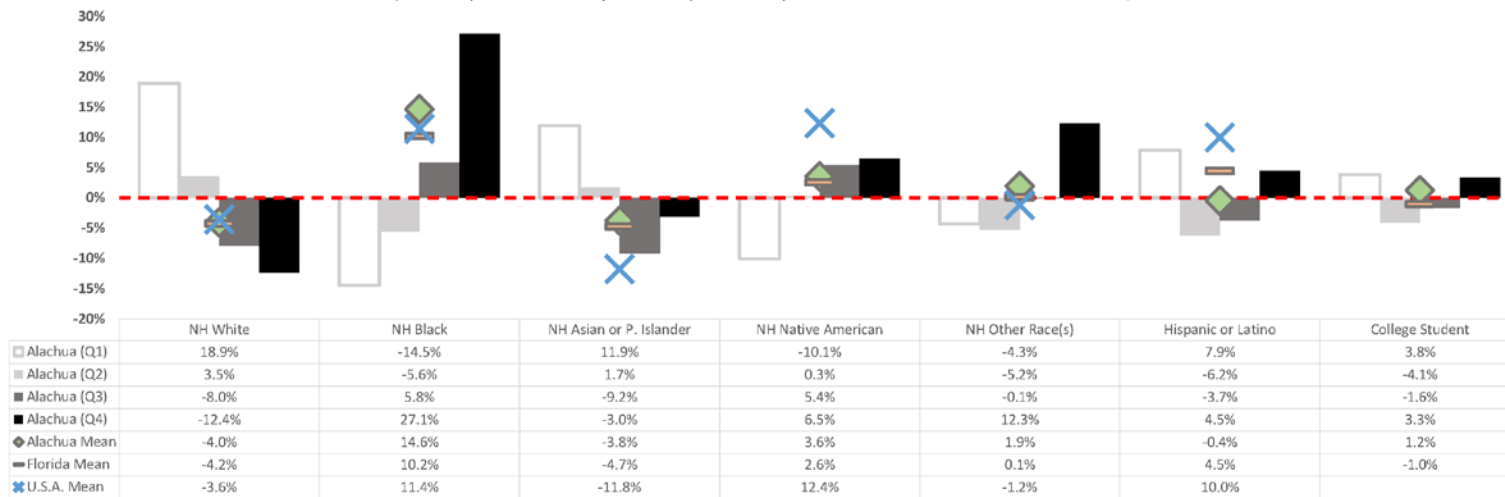 30%
25%
20%
15%
10%
5%
0%
-5%
-10%
-15%
-20%
NH White NH Black NH Asian or P. Islander NH Native American NH Other Race(s) Hispanic or Latino College Student
Alachua (Q1) 18.9% -14.5% 11.9% -10.1% -4.3% 7.9% 3.8%
Alachua (Q2) 3.5% -5.6% 1.7% 0.3% -5.2% -6.2% -4.1%
Alachua (Q3) -8.0% 5.8% -9.2% 5.4% -0.1% -3.7% -1.6%
Alachua (Q4) -12.4% 27.1% -3.0% 6.5% 12.3% 4.5% 3.3%
Alachua Mean -4.0% 14.6% -3.8% 3.6% 1.9% -0.4% 1.2%
Florida Mean -4.2% 10.2% -4.7% 2.6% 0.1% 4.5% -1.0%
U.S.A. Mean -3.6% 11.4% -11.8% 12.4% -1.2% 10.0%